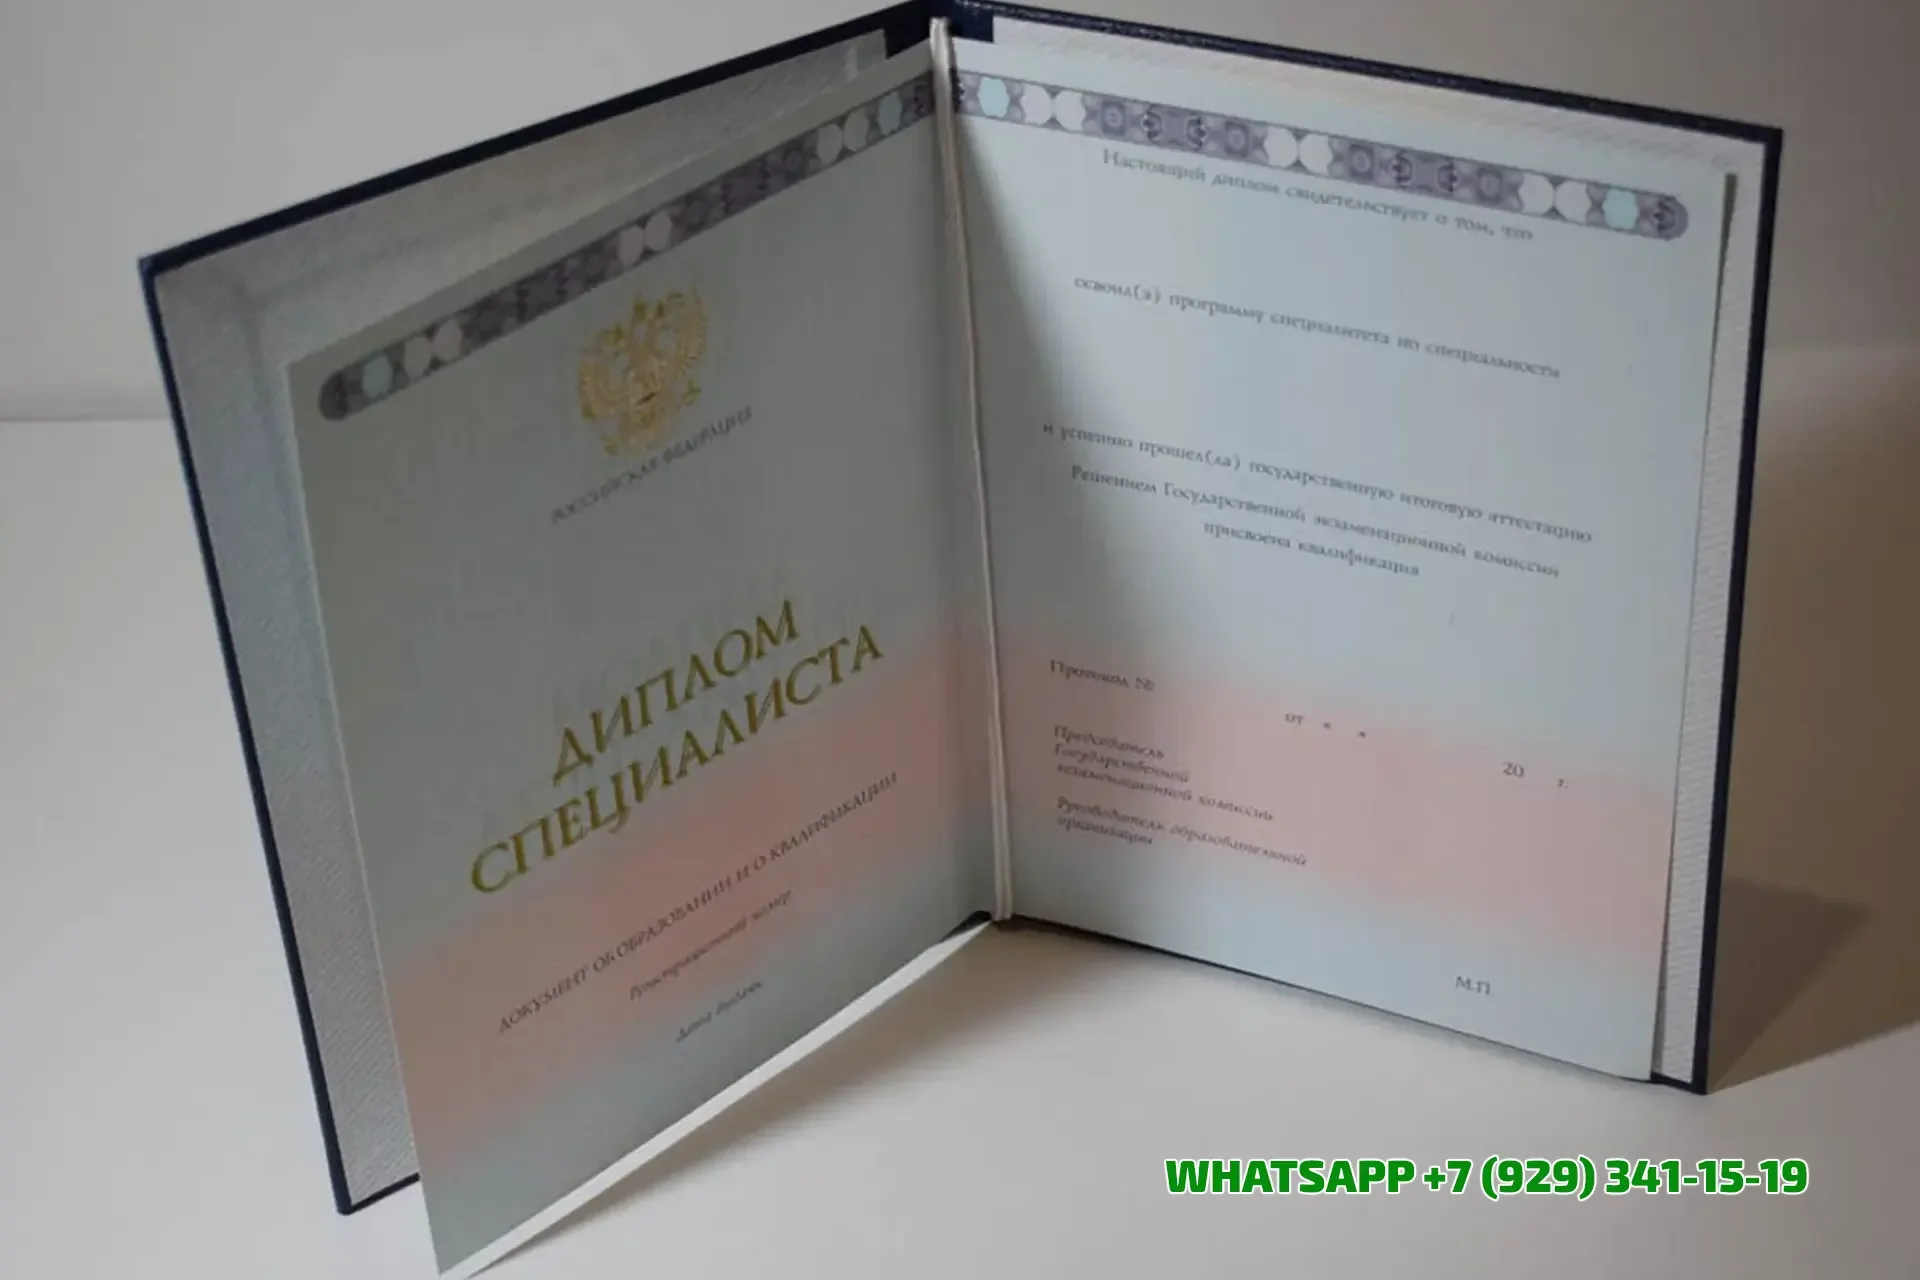 РОССИЙСКАЯ ФЕДЕРАЦИЯ
ДИПЛОМ
СПЕЦИАЛИСТА
ДОКУМЕНТ ОБ ОБРАЗОВАНИИ И О КВАЛИФИКАЦИИ
Регистрационный номер
Дата выдачи
Настоящий диплом свидетельствует о том, что
освоил(а) программу специалитета по специальности
и успешно прошел(ла) государственную итоговую аттестацию
Решением Государственной экзаменационной комиссии
присвоена квалификация
Протокол №
от « »
20 г.
Председатель
Государственной
экзаменационной комиссии
Руководитель образовательной
организации
М.П.
WHATSAPP +7 (929) 341-15-19